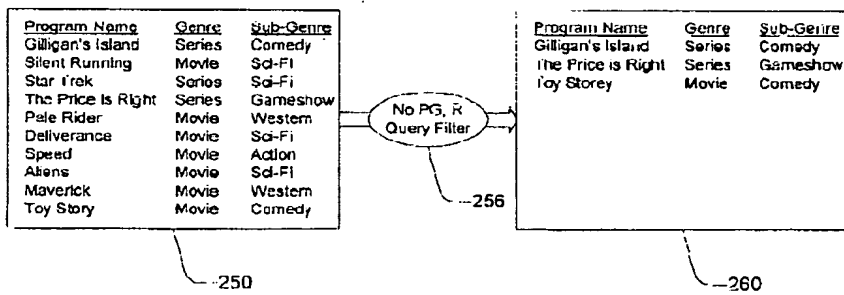 Program Name Genre Sub-Genre
Gilligan's Island Series Comedy
Silent Running Movie Sci-Fi
Star Trek Series Sci-Fi
The Price is Right Series Gameshow
Pale Rider Movie Western
Deliverance Movie Sci-Fi
Speed Movie Action
Aliens Movie Sci-Fi
Maverick Movie Western
Toy Story Movie Comedy
250
No PG, R
Query Filter
256
Program Name Genre Sub-Genre
Gilligan's Island Series Comedy
The Price is Right Series Gameshow
Toy Storey Movie Comedy
260